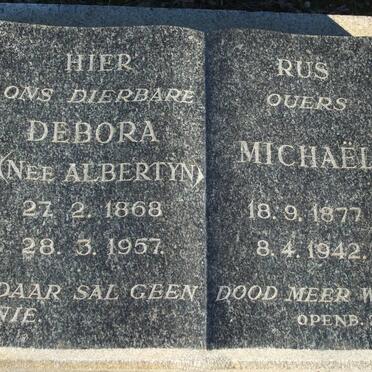 HIER RUS
ONS DIERBARE OUERS
DEBORA
(NEE ALBERTYN)
27. 2. 1868
28. 3. 1957.
MICHAËL
18. 9. 1877
8. 4. 1942.
DAAR SAL GEEN DOOD MEER W
NIE
OPENB.